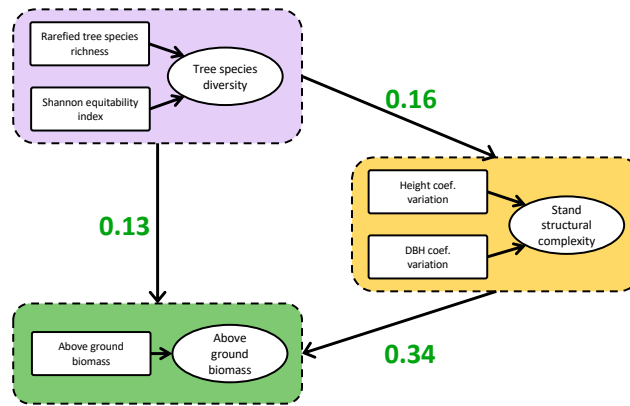 Rarefied tree species
richness
Tree species
diversity
Shannon equitability
index
0.16
0.13
Height coef.
variation
Stand
structural
complexity
DBH coef.
variation
Above ground
biomass
Above
ground
biomass
0.34